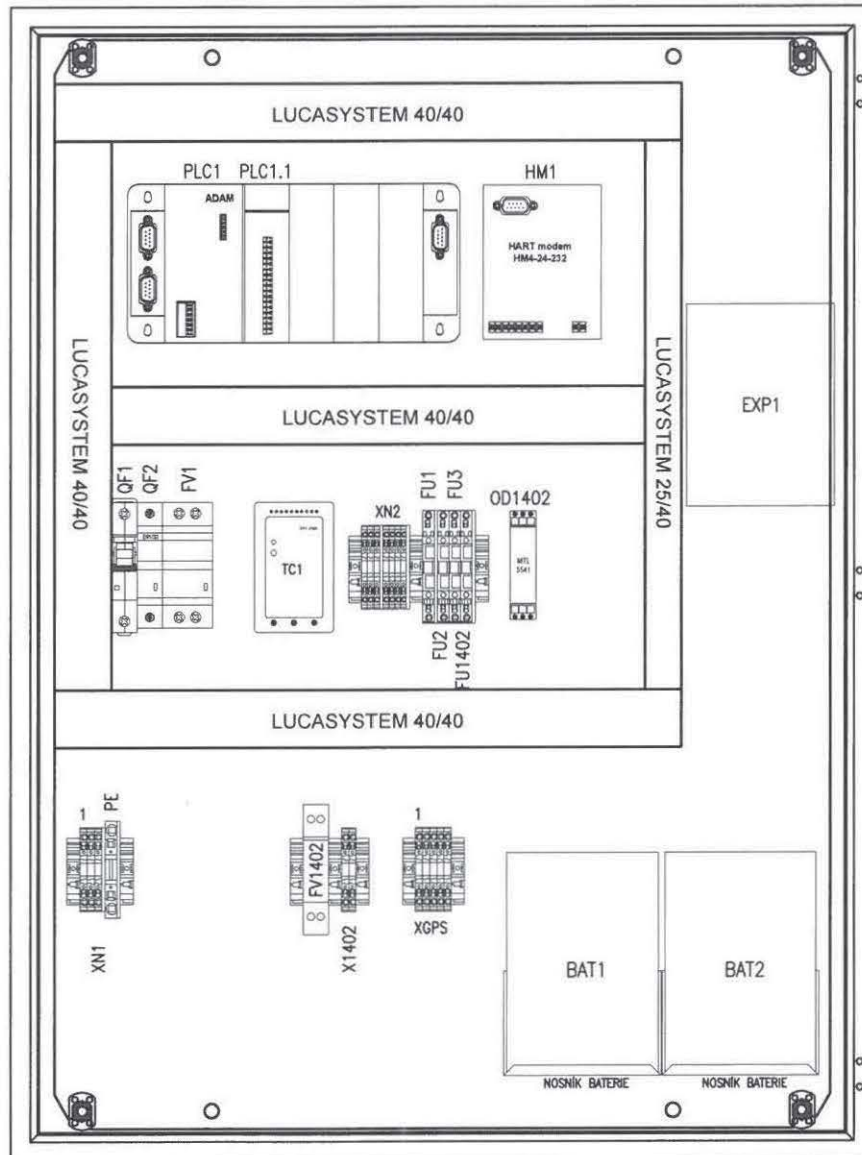 LUCASYSTEM 40/40
PLC1 PLC1.1 HM1
ADAM
HART modem
HM4-24-232
LUCASYSTEM 40/40
LUCASYSTEM 25/40
EXP1
LUCASYSTEM 40/40
QF1 QF2 FV1
XN2
FU1 FU3
OD1402
TC1
MTL
5541
FU2
FU1402
LUCASYSTEM 40/40
1 PE
FV1402
1
XN1
X1402
XGPS
BAT1 BAT2
NOSNÍK BATERIE NOSNÍK BATERIE